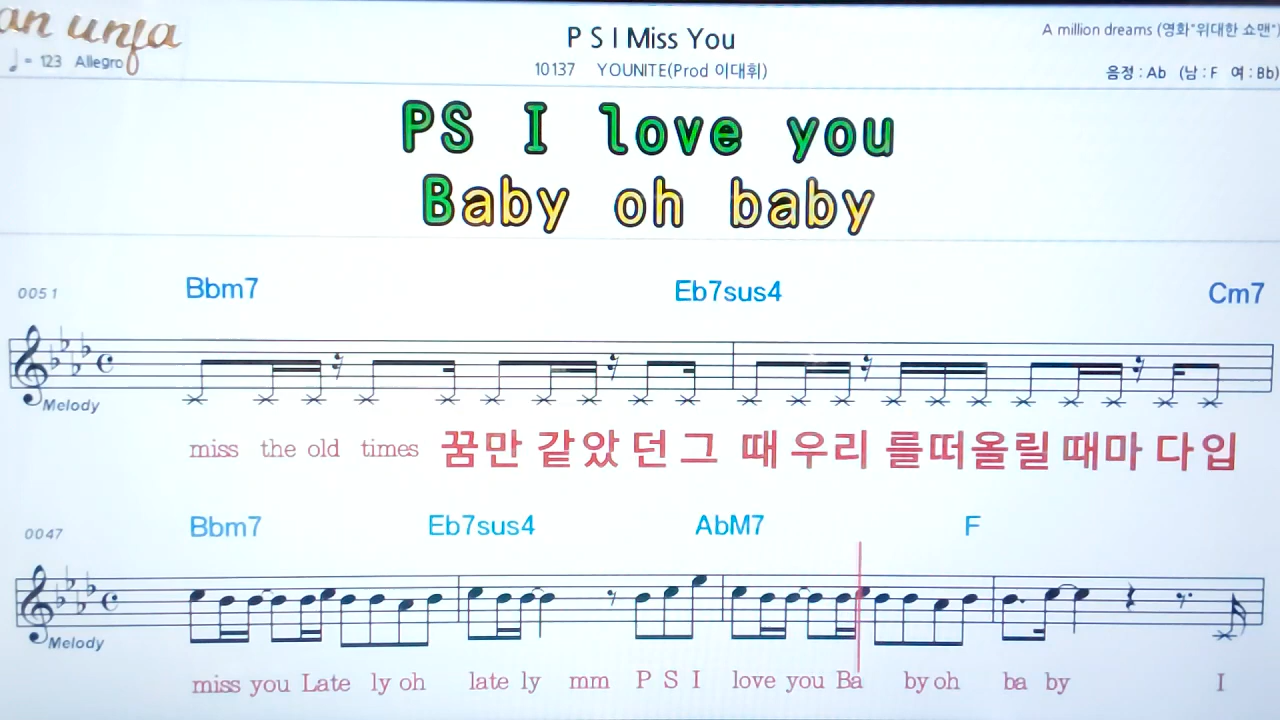 P S I Miss You
A million dreams (영화"위대한 쇼맨")
♩= 123 Allegro
10137 YOUNITE(Prod 이대휘)
음정 : Ab (남 : F 여 : Bb)
PS I love you
Baby oh baby
0051 Bbm7 Eb7sus4 Cm7
Melody
miss the old times 꿈만 같았 던 그 때 우리 를떠올릴 때마 다입
0047 Bbm7 Eb7sus4 AbM7 F
Melody
miss you Late ly oh late ly mm P S I love you Ba by oh ba by I